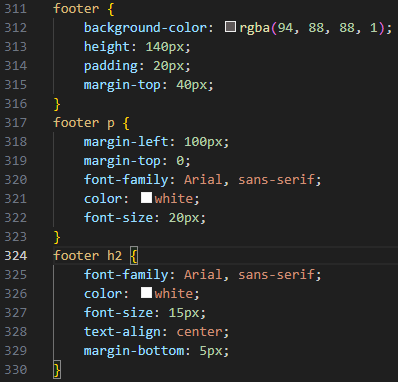 311 footer {
312 background-color: rgba(94, 88, 88, 1);
313 height: 140px;
314 padding: 20px;
315 margin-top: 40px;
316 }
317 footer p {
318 margin-left: 100px;
319 margin-top: 0;
320 font-family: Arial, sans-serif;
321 color: white;
322 font-size: 20px;
323 }
324 footer h2 {
325 font-family: Arial, sans-serif;
326 color: white;
327 font-size: 15px;
328 text-align: center;
329 margin-bottom: 5px;
330 }